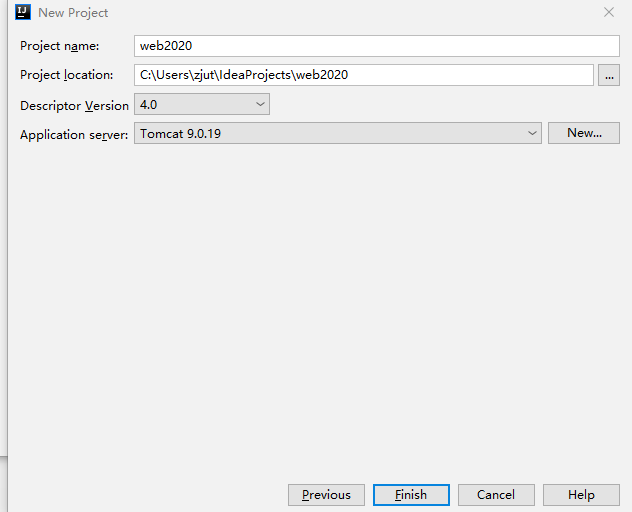 IJ New Project
Project name: web2020
Project location: C:\Users\zjut\IdeaProjects\web2020 ...
Descriptor Version 4.0
Application server: Tomcat 9.0.19 New...
Previous Finish Cancel Help